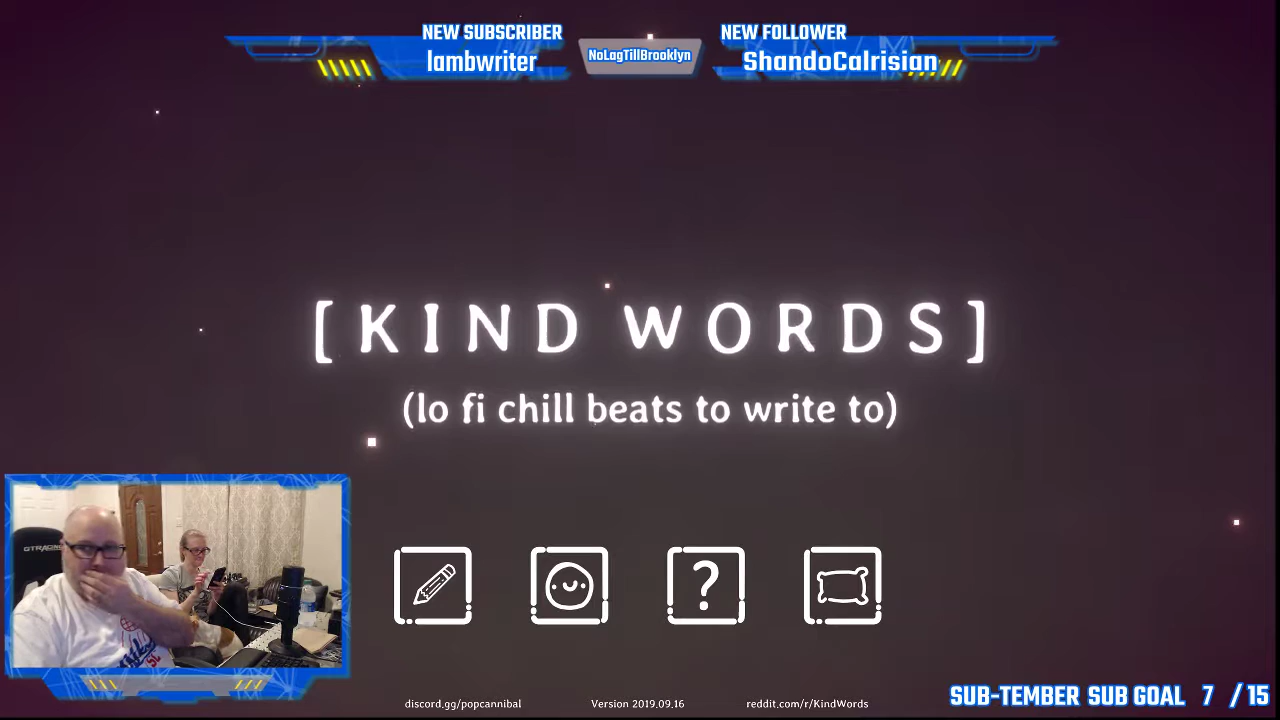 NEW SUBSCRIBER
lambwriter
NoLagTillBrooklyn
NEW FOLLOWER
ShandoCalrisian
[KIND WORDS]
(lo fi chill beats to write to)
GTRACING
?
discord.gg/popcannibal
Version 2019.09.16
reddit.com/r/KindWords
SUB-TEMBER SUB GOAL 7 / 15